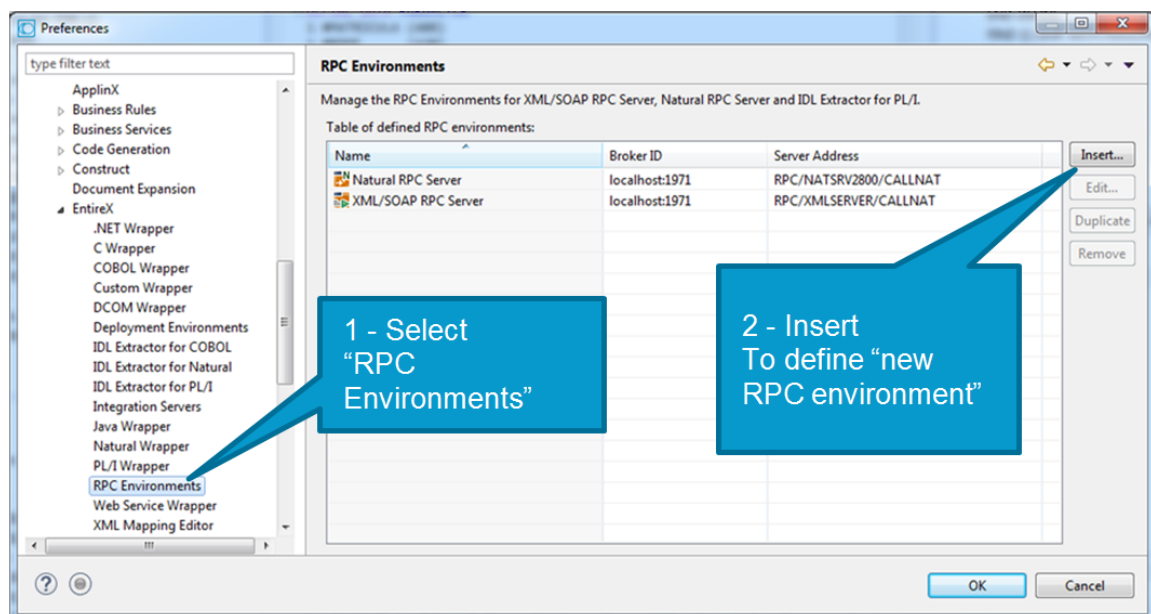 Preferences
type filter text
ApplinX
Business Rules
Business Services
Code Generation
Construct
Document Expansion
EntireX
.NET Wrapper
C Wrapper
COBOL Wrapper
Custom Wrapper
DCOM Wrapper
Deployment Environments
IDL Extractor for COBOL
IDL Extractor for Natural
IDL Extractor for PL/I
Integration Servers
Java Wrapper
Natural Wrapper
PL/I Wrapper
RPC Environments
Web Service Wrapper
XML Mapping Editor
RPC Environments
Manage the RPC Environments for XML/SOAP RPC Server, Natural RPC Server and IDL Extractor for PL/I.
Table of defined RPC environments:
Name Broker ID Server Address
Natural RPC Server localhost:1971 RPC/NATSRV2800/CALLNAT
XML/SOAP RPC Server localhost:1971 RPC/XMLSERVER/CALLNAT
Insert...
Edit...
Duplicate
Remove
1 - Select
“RPC
Environments”
2 - Insert
To define “new
RPC environment”
OK
Cancel